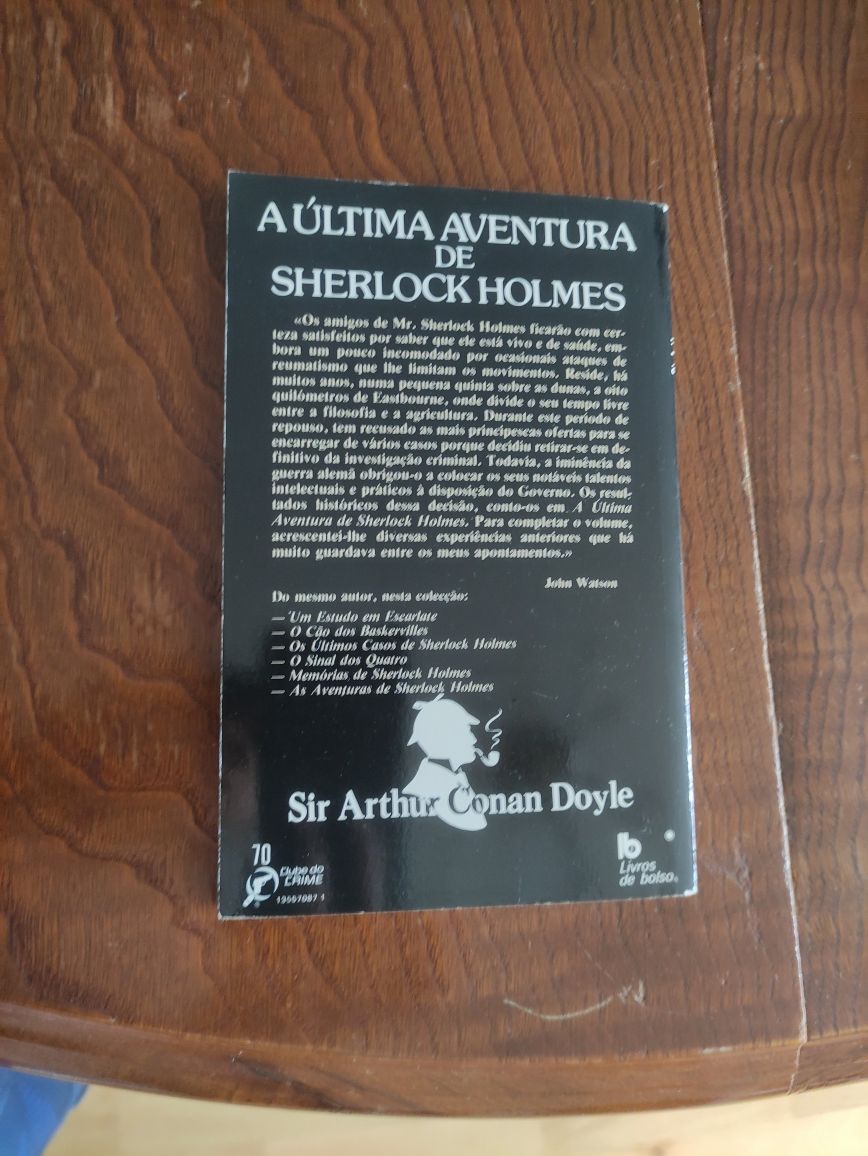 A ÚLTIMA AVENTURA
DE
SHERLOCK HOLMES
«Os amigos de Mr. Sherlock Holmes ficarão com cer-
teza satisfeitos por saber que ele está vivo e de saúde, em-
bora um pouco incomodado por ocasionais ataques de
reumatismo que lhe limitam os movimentos. Reside, há
muitos anos, numa pequena quinta sobre as dunas, a oito
quilómetros de Eastbourne, onde divide o seu tempo livre
entre a filosofia e a agricultura. Durante este período de
repouso, tem recusado as mais principescas ofertas para se
encarregar de vários casos porque decidiu retirar-se em de-
finitivo da investigação criminal. Todavia, a iminência da
guerra alemã obrigou-o a colocar os seus notáveis talentos
intelectuais e práticos à disposição do Governo. Os resul-
tados históricos dessa decisão, conto-os em A Última
Aventura de Sherlock Holmes. Para completar o volume,
acrescentei-lhe diversas experiências anteriores que há
muito guardava entre os meus apontamentos.»
John Watson
Do mesmo autor, nesta colecção:
— Um Estudo em Escarlate
— O Cão dos Baskervilles
— Os Últimos Casos de Sherlock Holmes
— O Sinal dos Quatro
— Memórias de Sherlock Holmes
— As Aventuras de Sherlock Holmes
Sir Arthur Conan Doyle
70
Clube do
CRIME
lb
Livros
de bolso